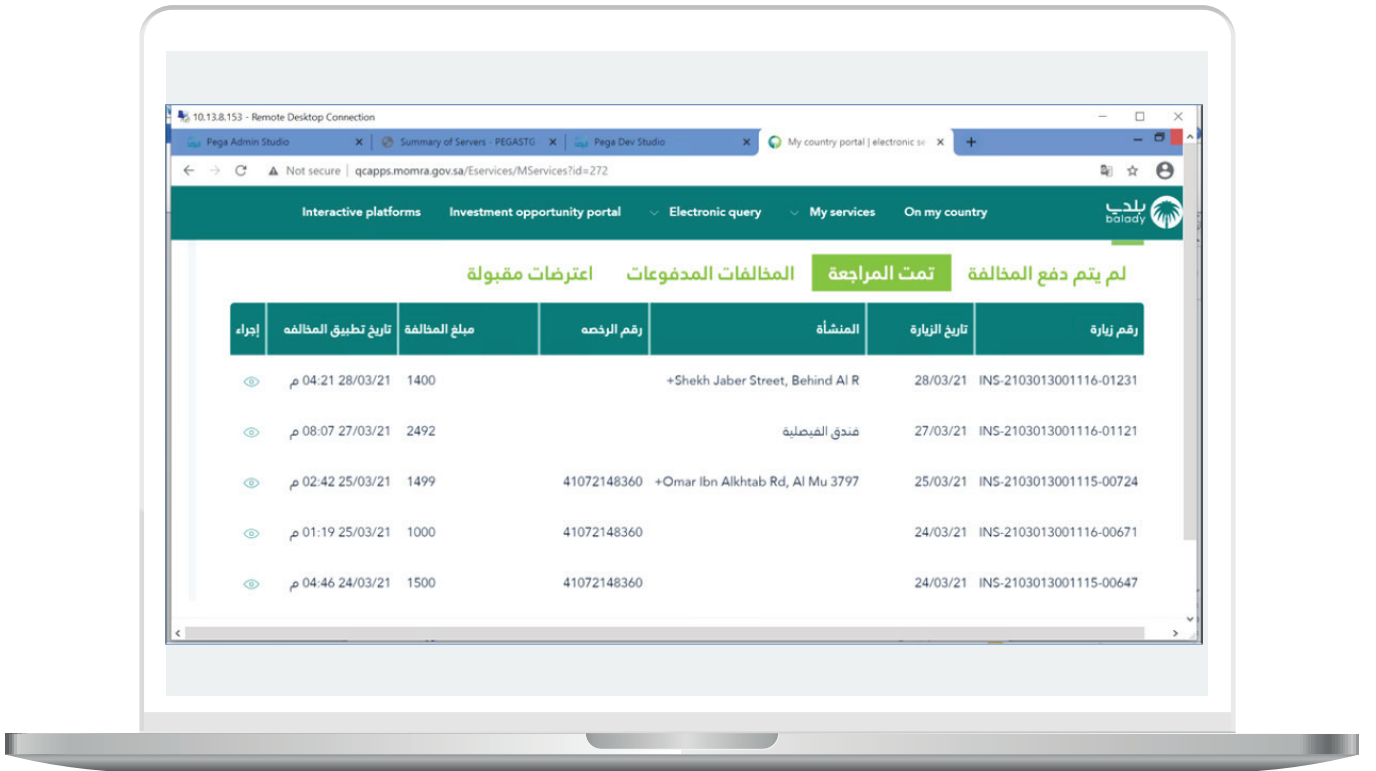 10.13.8.153 - Remote Desktop Connection
Pega Admin Studio Summary of Servers - PEGASTG Pega Dev Studio My country portal | electronic se
Not secure | qcapps.momra.gov.sa/Eservices/MServices?id=272
Interactive platforms Investment opportunity portal Electronic query My services On my country بلدي balady
لم يتم دفع المخالفة تمت المراجعة المخالفات المدفوعات اعترضات مقبولة
رقم زيارة تاريخ الزيارة المنشأة رقم الرخصه مبلغ المخالفة تاريخ تطبيق المخالفه إجراء
INS-2103013001116-01231 28/03/21 +Shekh Jaber Street, Behind Al R 1400 28/03/21 04:21 م
INS-2103013001116-01121 27/03/21 فندق الفيصلية 2492 27/03/21 08:07 م
INS-2103013001115-00724 25/03/21 +Omar Ibn Alkhtab Rd, Al Mu 3797 41072148360 1499 25/03/21 02:42 م
INS-2103013001116-00671 24/03/21 41072148360 1000 25/03/21 01:19 م
INS-2103013001115-00647 24/03/21 41072148360 1500 24/03/21 04:46 م